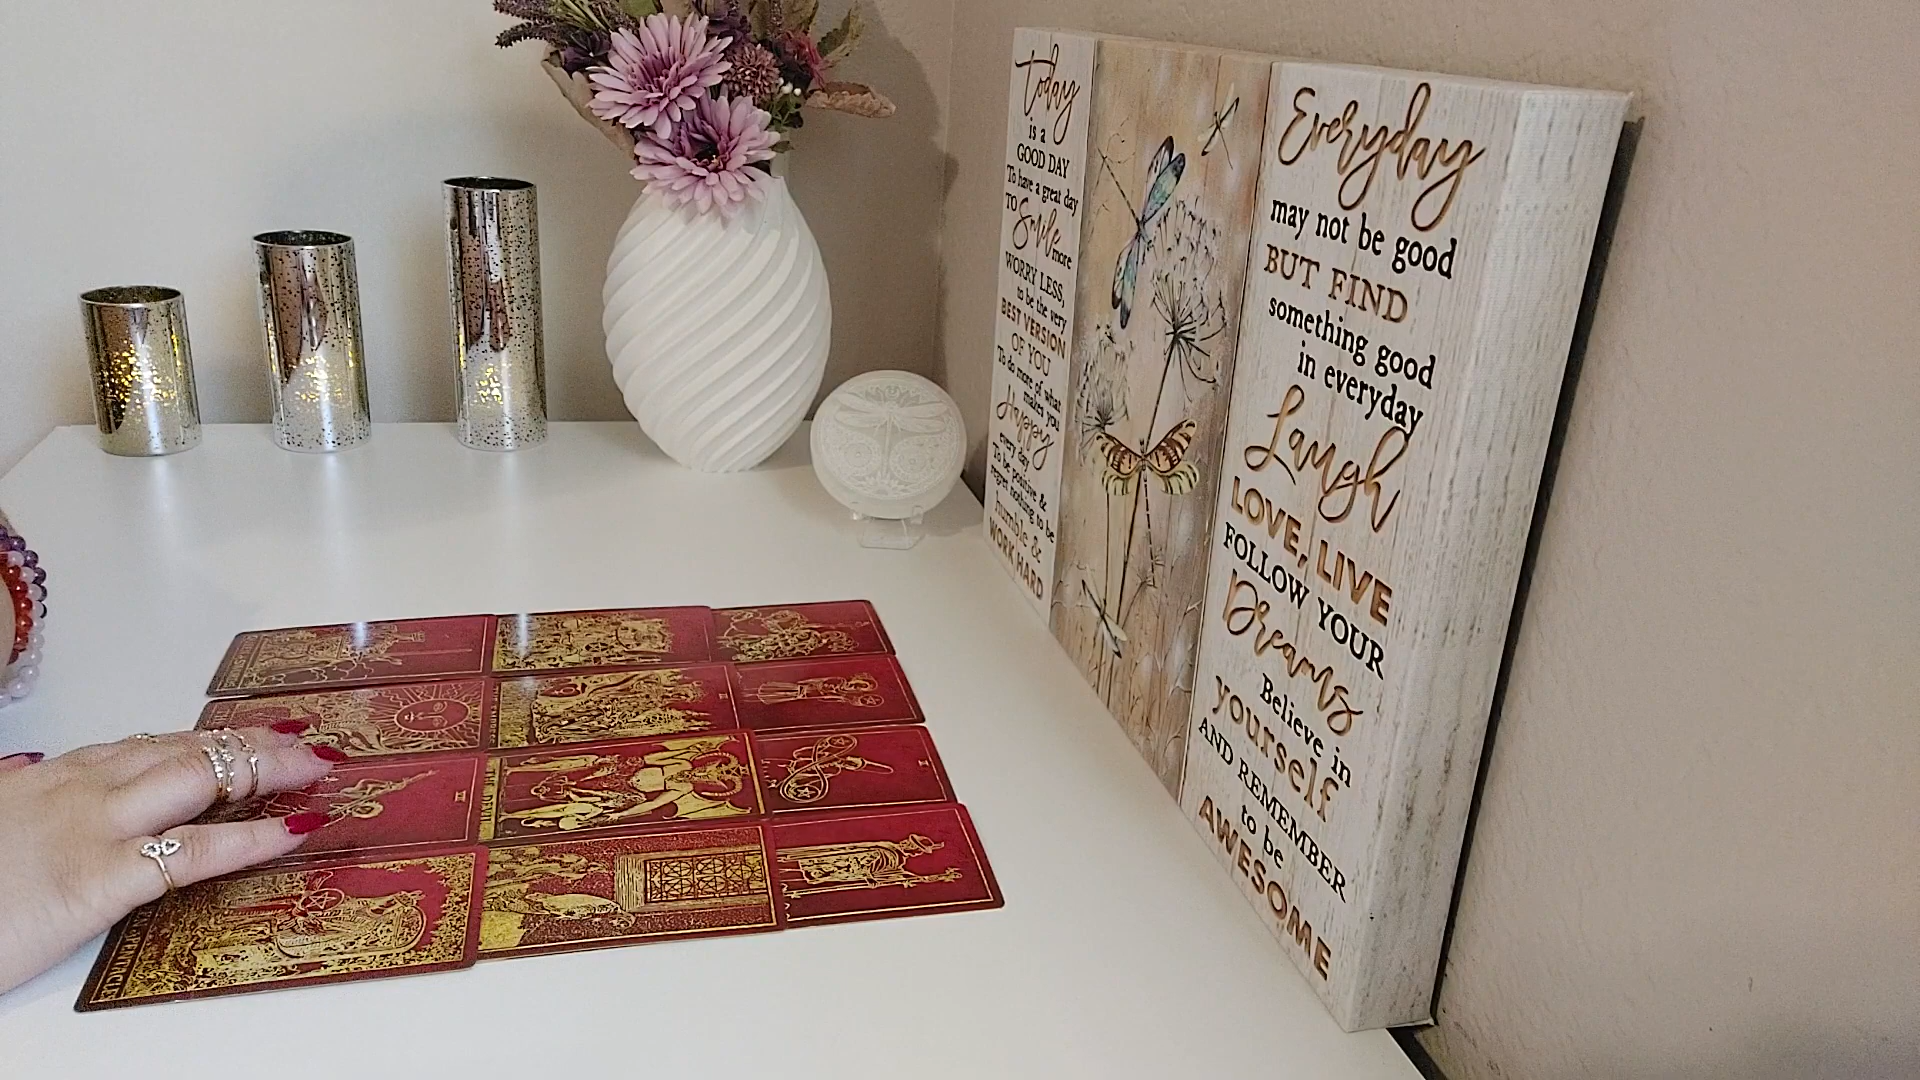 today
is a
GOOD DAY
To have a great day
TO Smile more
WORRY LESS,
to be the very
BEST VERSION
OF YOU
To do more of what
makes you
Happy
every day
To be positive &
regret nothing to be
humble &
WORK HARD
Everyday
may not be good
BUT FIND
something good
in everyday
Laugh
LOVE, LIVE
FOLLOW YOUR
Dreams
Believe in
yourself
AND REMEMBER
to be
AWESOME